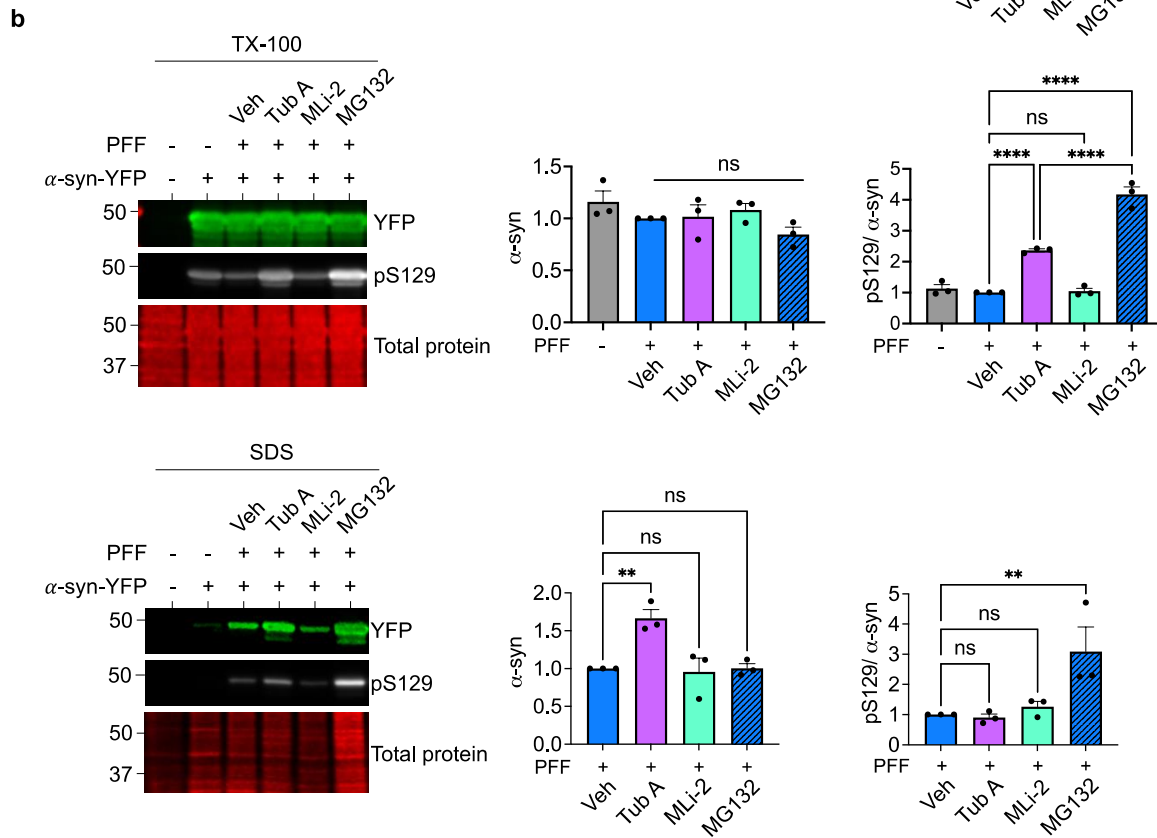 b
Ve
Tub
ML
MG13
TX-100
Veh Tub A MLi-2 MG132
PFF - - + + + +
α-syn-YFP - + + + + +
50 YFP
50 pS129
50 Total protein
37
α-syn
1.5
1.0
0.5
0.0
ns
PFF - + + + +
Veh Tub A MLi-2 MG132
pS129/ α-syn
5
4
3
2
1
0
****
ns
**** ****
PFF - + + + +
Veh Tub A MLi-2 MG132
SDS
Veh Tub A MLi-2 MG132
PFF - - + + + +
α-syn-YFP - + + + + +
50 YFP
50 pS129
50 Total protein
37
α-syn
2.0
1.5
1.0
0.5
0.0
ns
ns
**
PFF + + + +
Veh Tub A MLi-2 MG132
pS129/ α-syn
5
4
3
2
1
0
**
ns
ns
PFF + + + +
Veh Tub A MLi-2 MG132